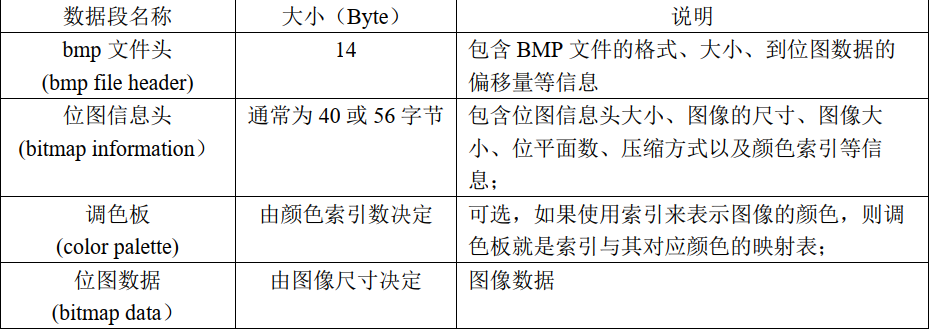 数据段名称 大小（Byte） 说明
bmp 文件头
(bmp file header)
14
包含 BMP 文件的格式、大小、到位图数据的
偏移量等信息
位图信息头
(bitmap information）
通常为 40 或 56 字节
包含位图信息头大小、图像的尺寸、图像大
小、位平面数、压缩方式以及颜色索引等信
息；
调色板
(color palette)
由颜色索引数决定
可选，如果使用索引来表示图像的颜色，则调
色板就是索引与其对应颜色的映射表；
位图数据
(bitmap data）
由图像尺寸决定
图像数据